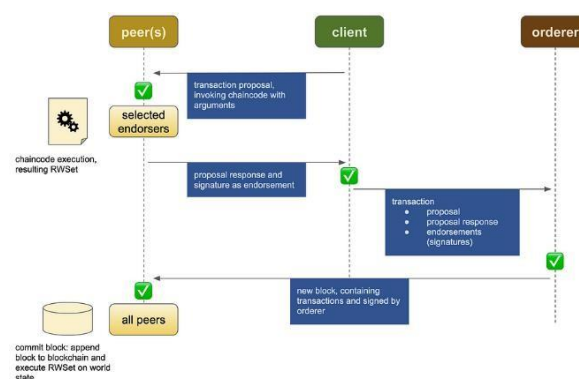 peer(s)
client
orderer
transaction proposal,
invoking chaincode with
arguments
selected
endorsers
chaincode execution,
resulting RWSet
proposal response and
signature as endorsement
transaction
● proposal
● proposal response
● endorsements
(signatures)
new block, containing
transactions and signed by
orderer
all peers
commit block: append
block to blockchain and
execute RWSet on world
state